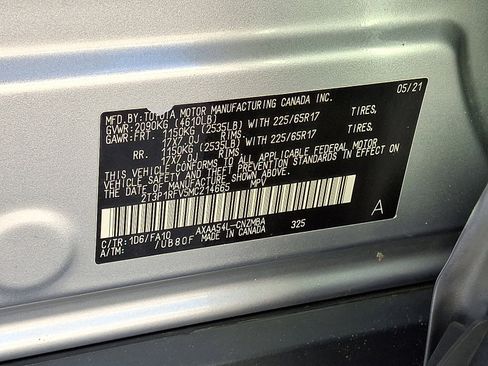 MFD.BY:TOYOTA MOTOR MANUFACTURING CANADA INC. 05/21
GVWR:2090KG(4610LB)
GAWR:FRT. 1150KG (2535LB) WITH 225/65R17 TIRES,
17X7.0J RIMS,
RR. 1150KG (2535LB) WITH 225/65R17 TIRES,
17X7.0J RIMS,
THIS VEHICLE CONFORMS TO ALL APPLICABLE FEDERAL MOTOR
VEHICLE SAFETY AND THEFT PREVENTION STANDARDS IN EFFECT ON
THE DATE OF MANUFACTURE SHOWN ABOVE.
2T3P1RFV5MC214665 MPV
C/TR:1D6/FA10 AXAA54L-CNZMBA 325 A
A/TM: /UB80F MADE IN CANADA